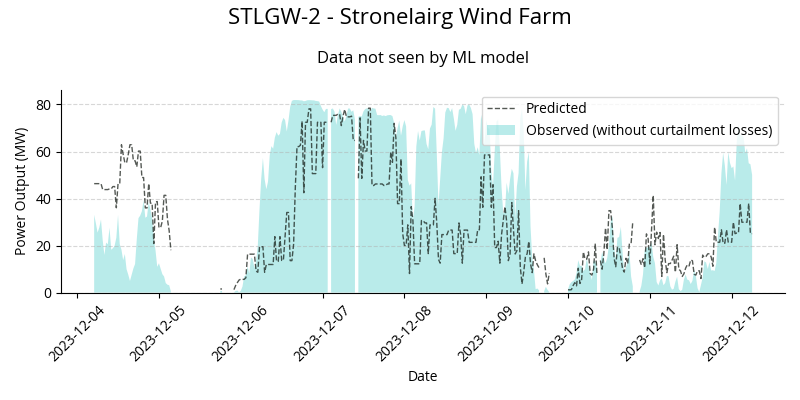 STLGW-2 - Stronelairg Wind Farm
Data not seen by ML model
Predicted
Observed (without curtailment losses)
Power Output (MW)
80
60
40
20
0
2023-12-04
2023-12-05
2023-12-06
2023-12-07
2023-12-08
2023-12-09
2023-12-10
2023-12-11
2023-12-12
Date